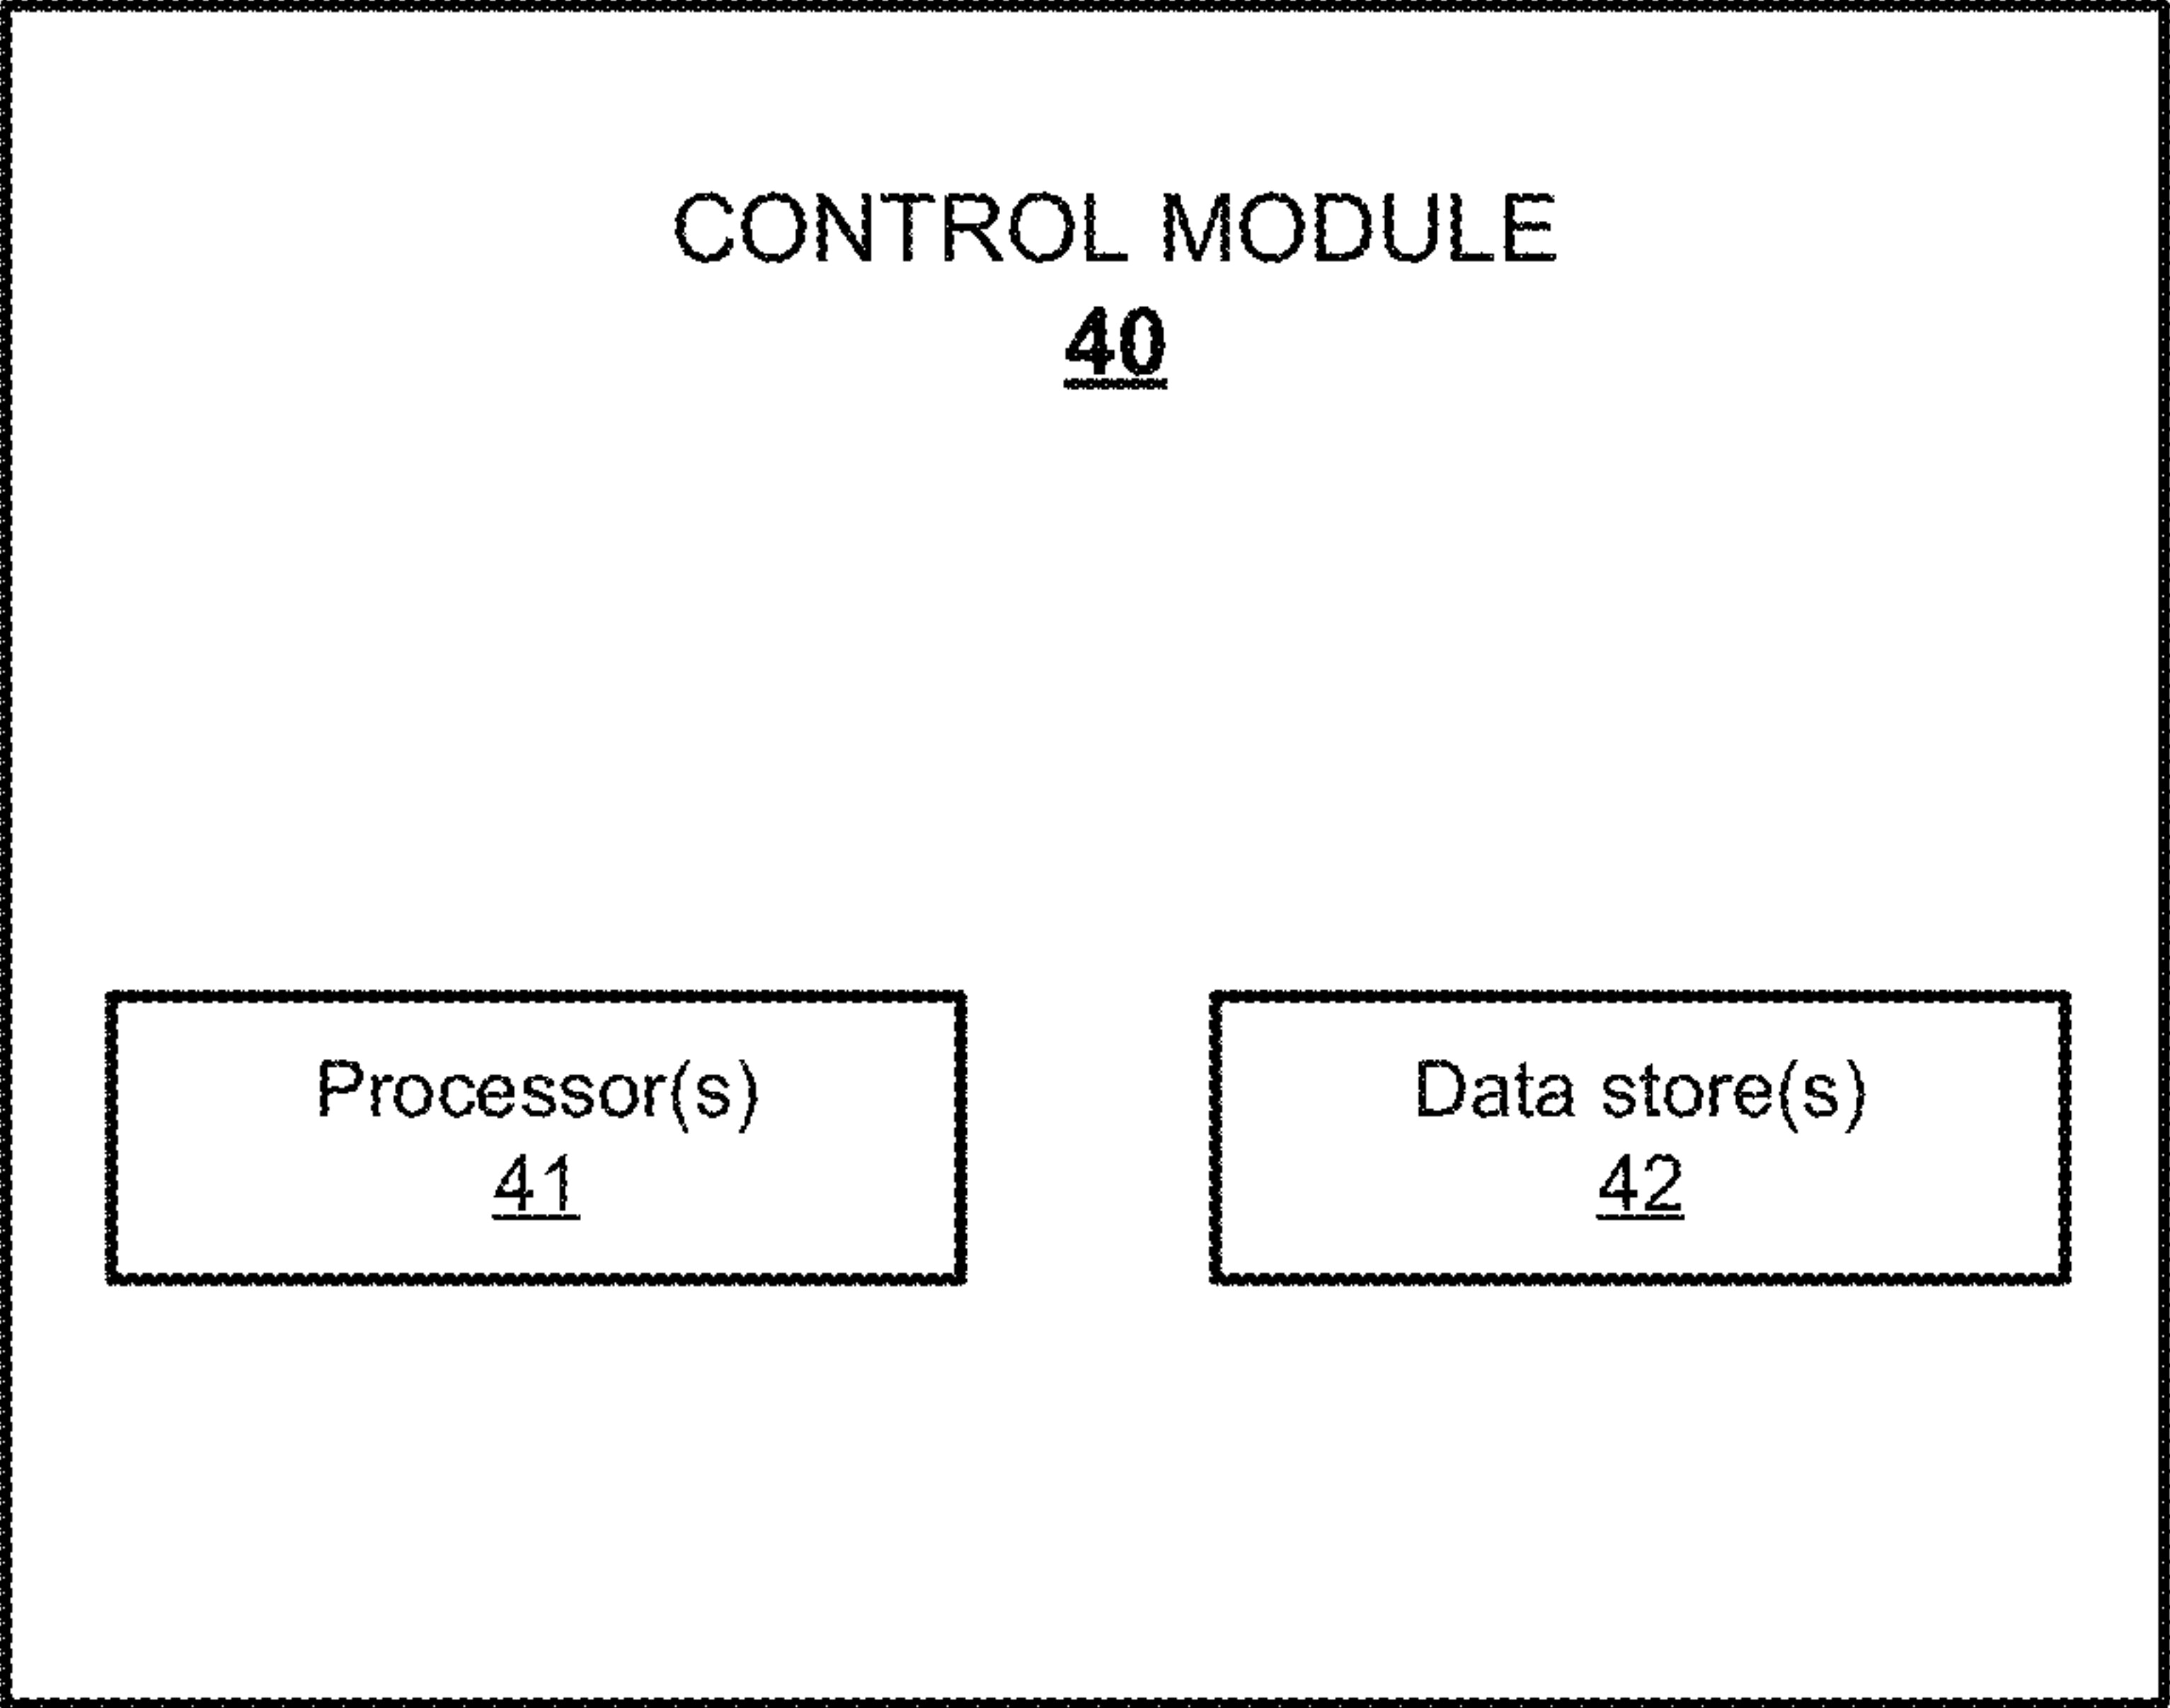 CONTROL MODULE
40
Processor(s)
41
Data store(s)
42